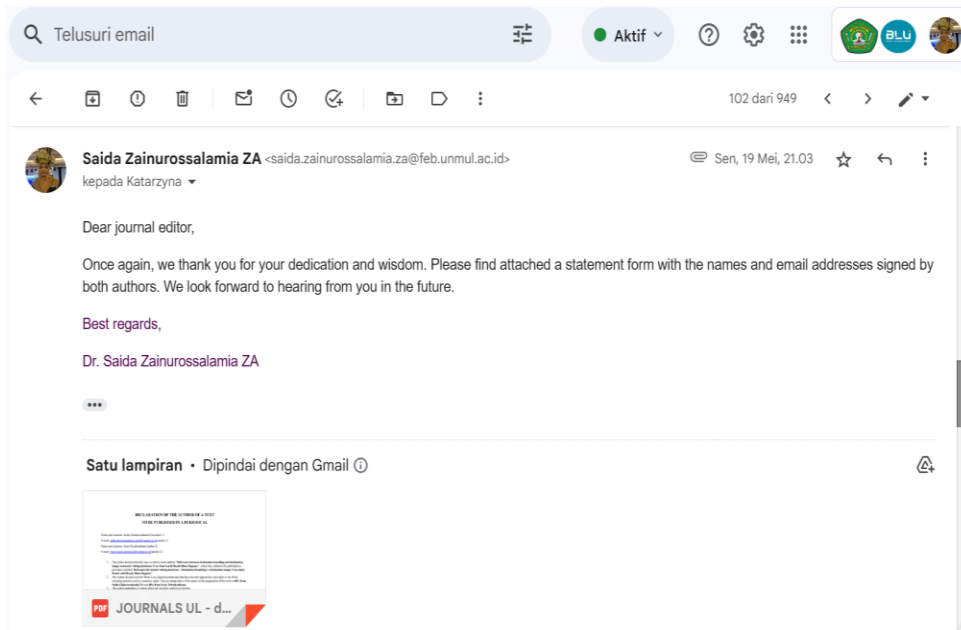 Telusuri email
Aktif
BLU
102 dari 949
Saida Zainurossalamia ZA <saida.zainurossalamia.za@feb.unmul.ac.id>
Sen, 19 Mei, 21.03
kepada Katarzyna
Dear journal editor,
Once again, we thank you for your dedication and wisdom. Please find attached a statement form with the names and email addresses signed by
both authors. We look forward to hearing from you in the future.
Best regards,
Dr. Saida Zainurossalamia ZA
Satu lampiran • Dipindai dengan Gmail
DECLARATION OF THE AUTHOR OF A TEXT
TO BE PUBLISHED IN A PERIODICAL
PDF JOURNALS UL - d...